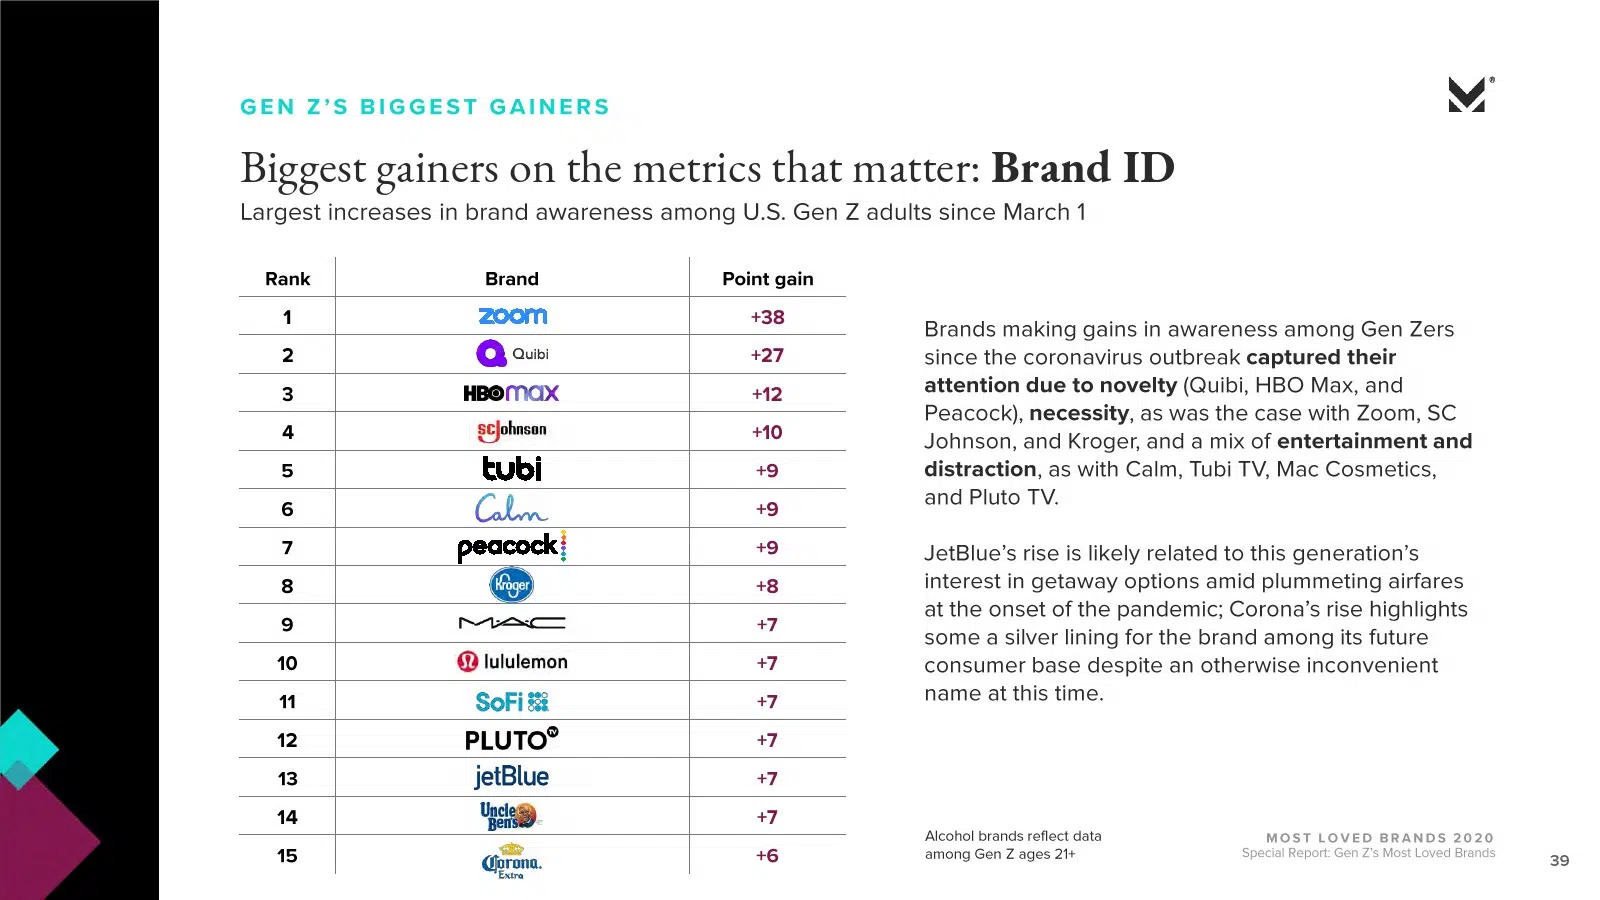 GEN Z’S BIGGEST GAINERS
Biggest gainers on the metrics that matter: Brand ID
Largest increases in brand awareness among U.S. Gen Z adults since March 1
Rank Brand Point gain
1 zoom +38
2 Quibi +27
3 HBO max +12
4 SC Johnson +10
5 tubi +9
6 Calm +9
7 peacock +9
8 Kroger +8
9 M·A·C +7
10 lululemon +7
11 SoFi +7
12 PLUTO TV +7
13 jetBlue +7
14 Uncle Ben's +7
15 Corona. Extra +6
Brands making gains in awareness among Gen Zers
since the coronavirus outbreak captured their
attention due to novelty (Quibi, HBO Max, and
Peacock), necessity, as was the case with Zoom, SC
Johnson, and Kroger, and a mix of entertainment and
distraction, as with Calm, Tubi TV, Mac Cosmetics,
and Pluto TV.
JetBlue’s rise is likely related to this generation’s
interest in getaway options amid plummeting airfares
at the onset of the pandemic; Corona’s rise highlights
some a silver lining for the brand among its future
consumer base despite an otherwise inconvenient
name at this time.
Alcohol brands reflect data
among Gen Z ages 21+
MOST LOVED BRANDS 2020
Special Report: Gen Z’s Most Loved Brands
39